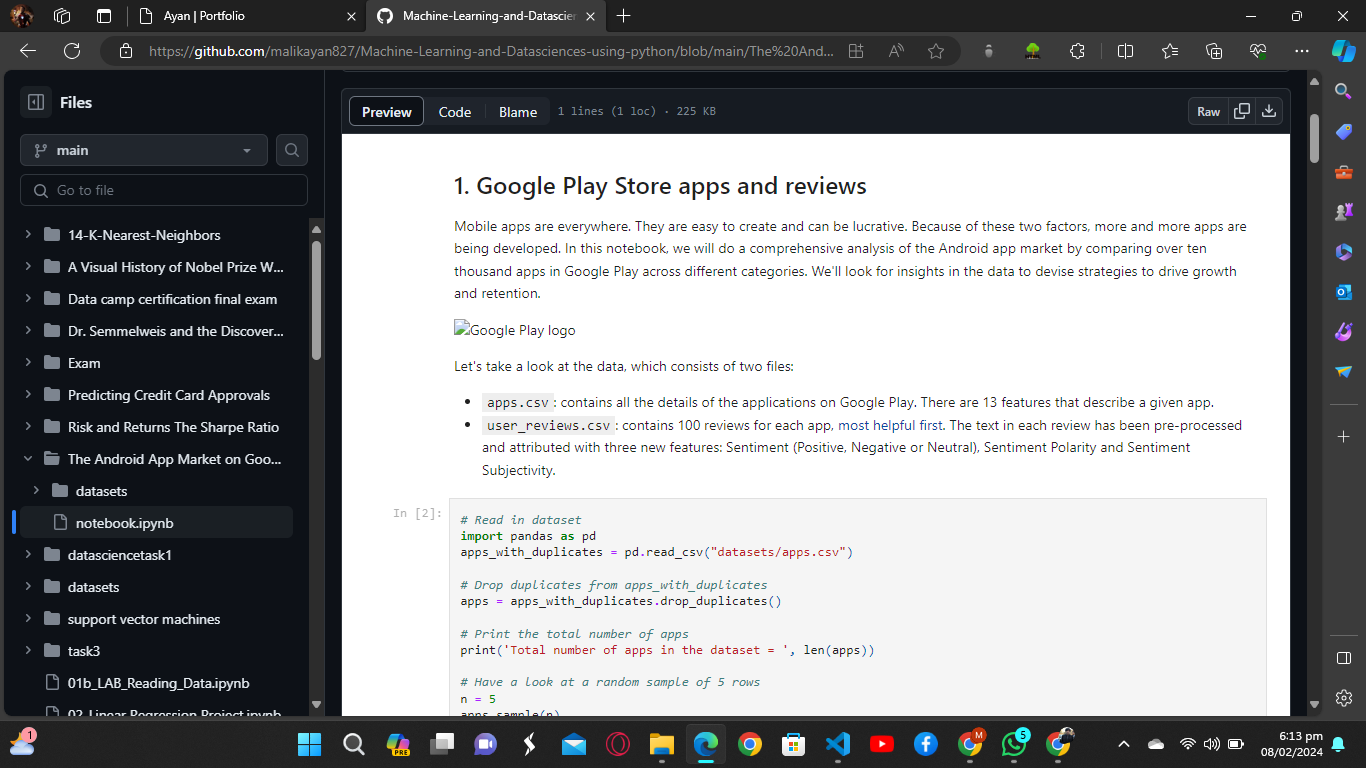 Ayan | Portfolio
Machine-Learning-and-Datascien
https://github.com/malikayan827/Machine-Learning-and-Datasciences-using-python/blob/main/The%20And...
Files
main
Go to file
14-K-Nearest-Neighbors
A Visual History of Nobel Prize W...
Data camp certification final exam
Dr. Semmelweis and the Discover...
Exam
Predicting Credit Card Approvals
Risk and Returns The Sharpe Ratio
The Android App Market on Goo...
datasets
notebook.ipynb
datasciencetask1
datasets
support vector machines
task3
01b_LAB_Reading_Data.ipynb
02 Linear Regression Project.ipynb
Preview Code Blame 1 lines (1 loc) · 225 KB Raw
1. Google Play Store apps and reviews
Mobile apps are everywhere. They are easy to create and can be lucrative. Because of these two factors, more and more apps are
being developed. In this notebook, we will do a comprehensive analysis of the Android app market by comparing over ten
thousand apps in Google Play across different categories. We'll look for insights in the data to devise strategies to drive growth
and retention.
Google Play logo
Let's take a look at the data, which consists of two files:
• apps.csv : contains all the details of the applications on Google Play. There are 13 features that describe a given app.
• user_reviews.csv : contains 100 reviews for each app, most helpful first. The text in each review has been pre-processed
and attributed with three new features: Sentiment (Positive, Negative or Neutral), Sentiment Polarity and Sentiment
Subjectivity.
In [2]:
# Read in dataset
import pandas as pd
apps_with_duplicates = pd.read_csv("datasets/apps.csv")
# Drop duplicates from apps_with_duplicates
apps = apps_with_duplicates.drop_duplicates()
# Print the total number of apps
print('Total number of apps in the dataset = ', len(apps))
# Have a look at a random sample of 5 rows
n = 5
apps.sample(n)
1
PRE
M
5
6:13 pm
08/02/2024